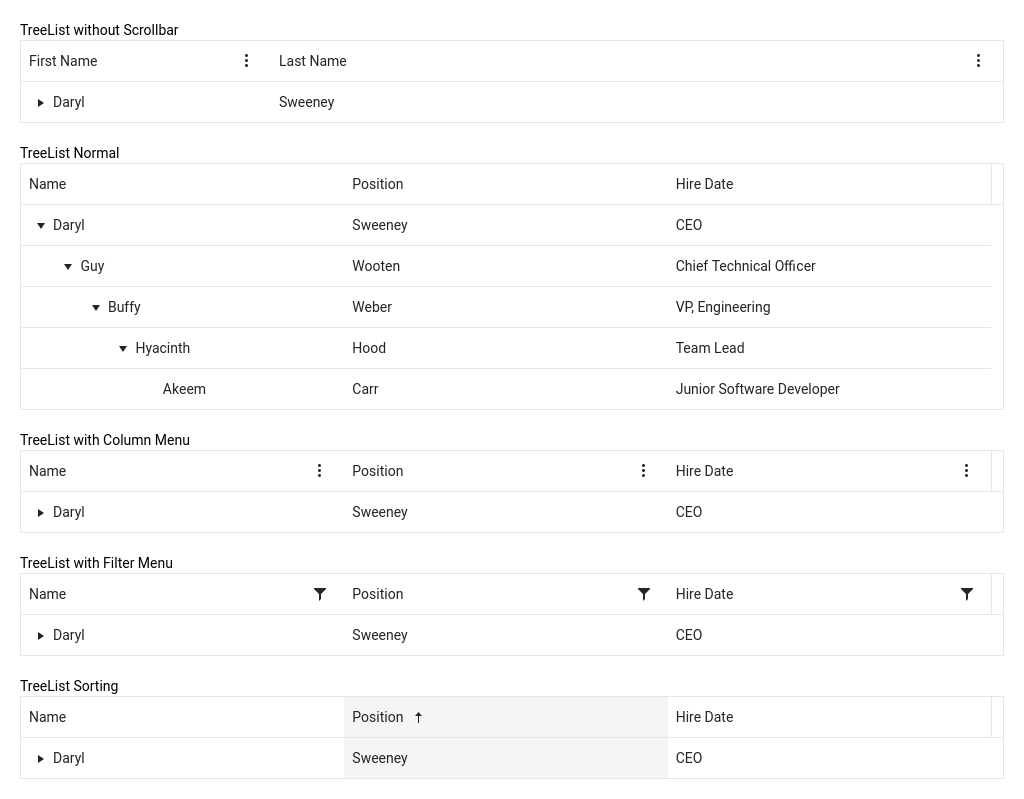 TreeList without Scrollbar
First Name Last Name
Daryl Sweeney
TreeList Normal
Name Position Hire Date
Daryl Sweeney CEO
Guy Wooten Chief Technical Officer
Buffy Weber VP, Engineering
Hyacinth Hood Team Lead
Akeem Carr Junior Software Developer
TreeList with Column Menu
Name Position Hire Date
Daryl Sweeney CEO
TreeList with Filter Menu
Name Position Hire Date
Daryl Sweeney CEO
TreeList Sorting
Name Position Hire Date
Daryl Sweeney CEO